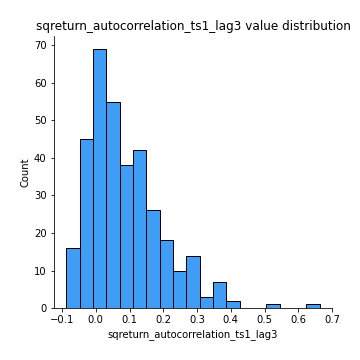 sqreturn_autocorrelation_ts1_lag3 value distribution
70
60
50
40
30
20
10
0
Count
−0.1 0.0 0.1 0.2 0.3 0.4 0.5 0.6 0.7
sqreturn_autocorrelation_ts1_lag3